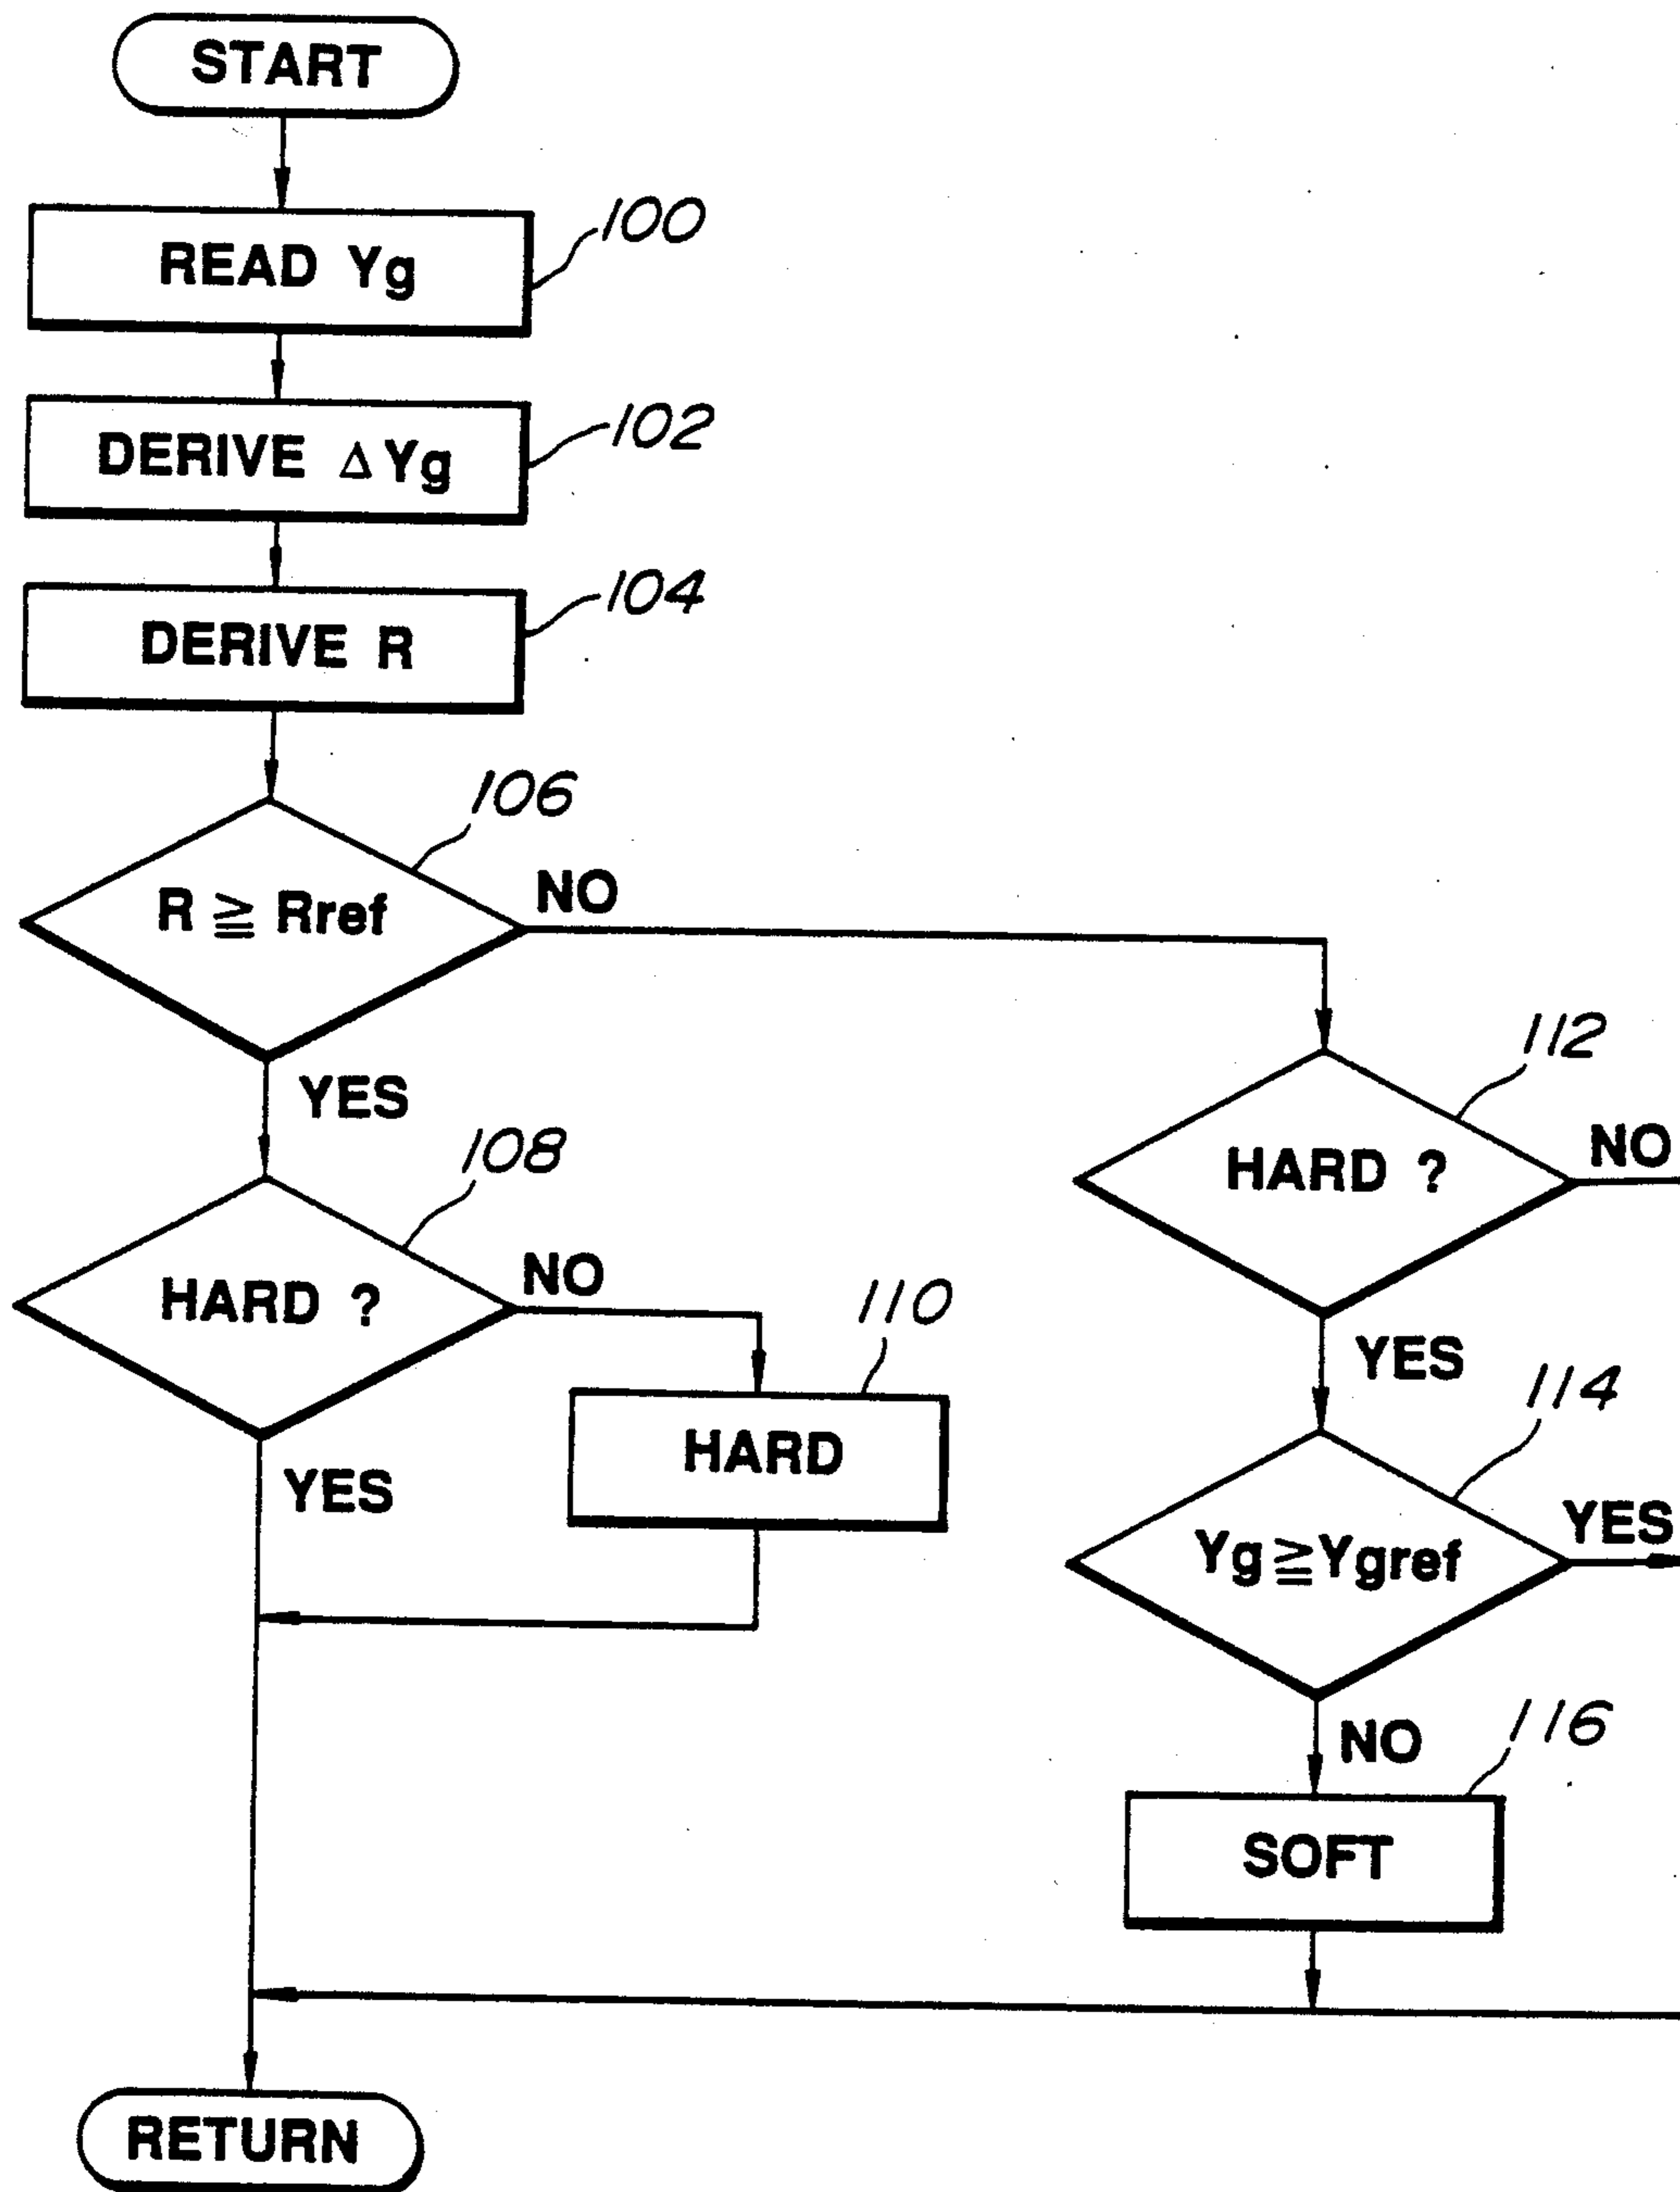 START
READ Yg
100
DERIVE Δ Yg
102
DERIVE R
104
106
R ≧ Rref
NO
YES
112
HARD ?
NO
YES
108
HARD ?
NO
YES
110
HARD
114
Yg≧Ygref
YES
NO
116
SOFT
RETURN